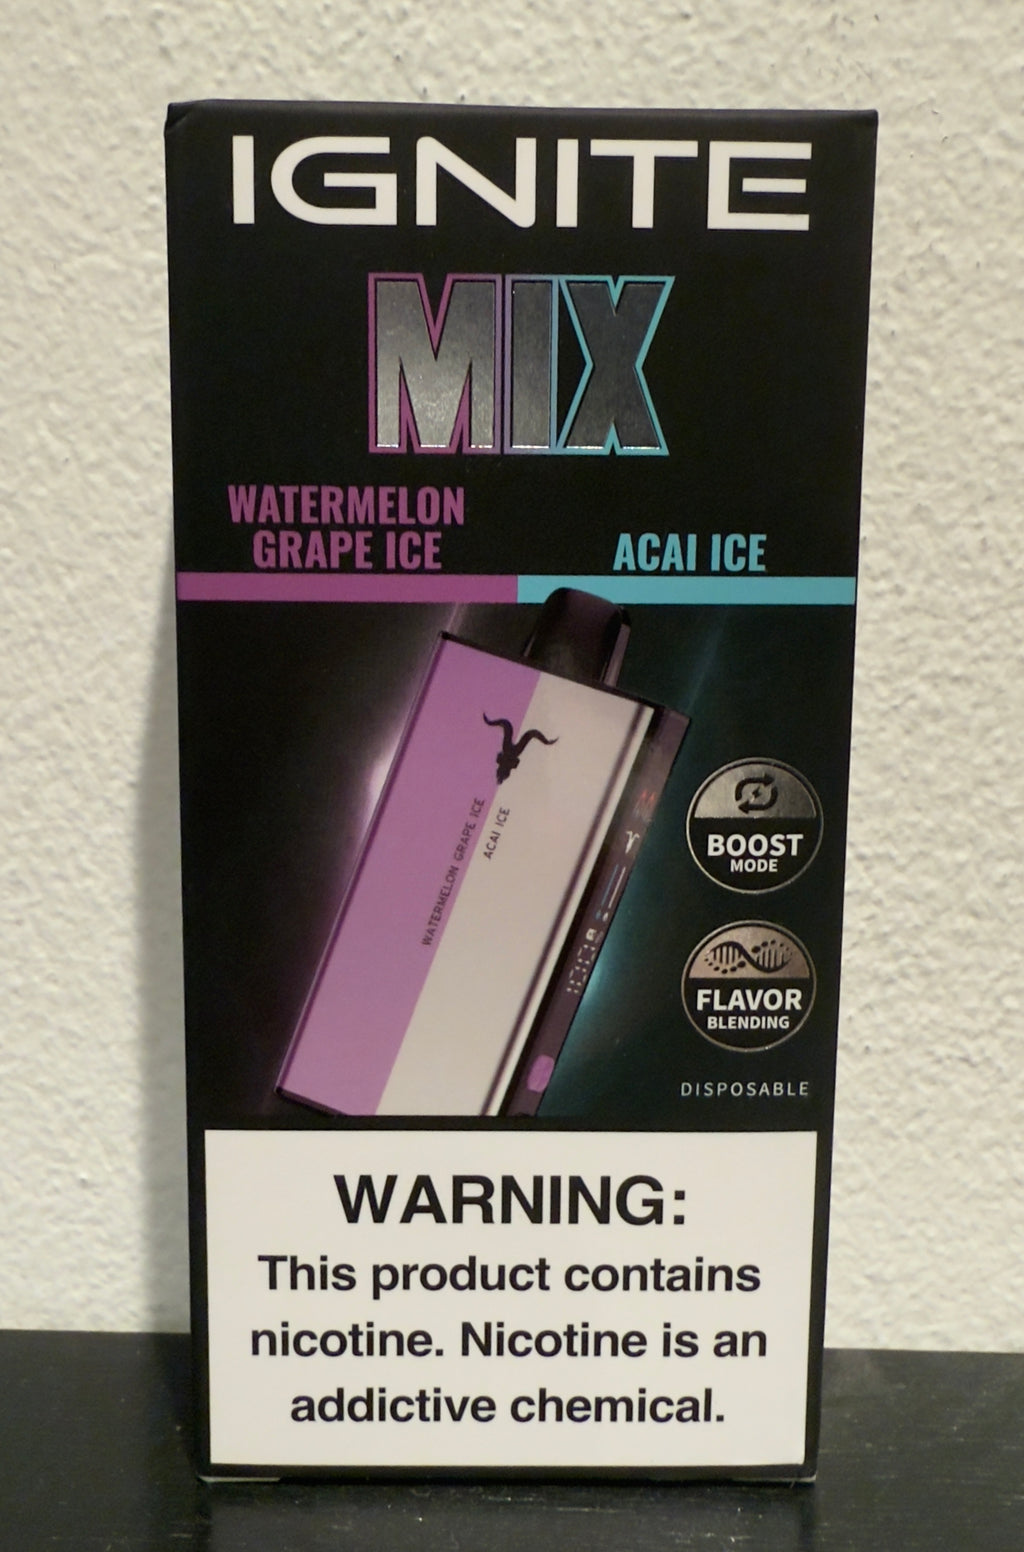 IGNITE
MIX
WATERMELON
GRAPE ICE
ACAI ICE
WATERMELON GRAPE ICE
ACAI ICE
BOOST
MODE
FLAVOR
BLENDING
DISPOSABLE
WARNING:
This product contains
nicotine. Nicotine is an
addictive chemical.